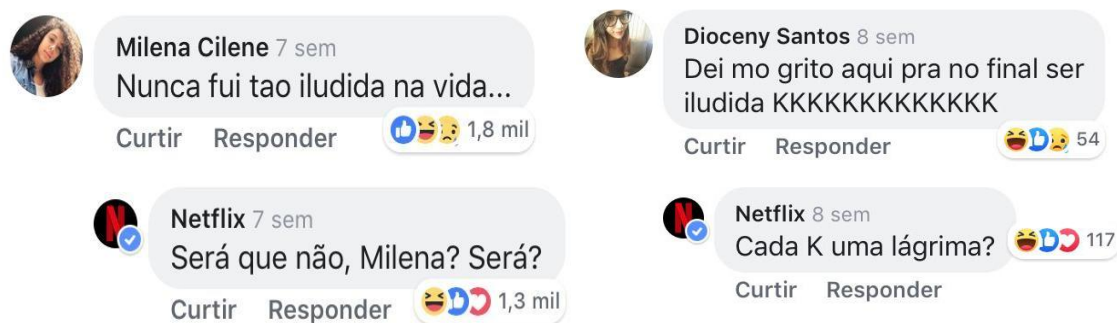 Milena Cilene 7 sem
Nunca fui tao iludida na vida...
Curtir Responder 1,8 mil
N Netflix 7 sem
Será que não, Milena? Será?
Curtir Responder 1,3 mil
Dioceny Santos 8 sem
Dei mo grito aqui pra no final ser
iludida KKKKKKKKKKKKK
Curtir Responder 54
N Netflix 8 sem
Cada K uma lágrima? 117
Curtir Responder